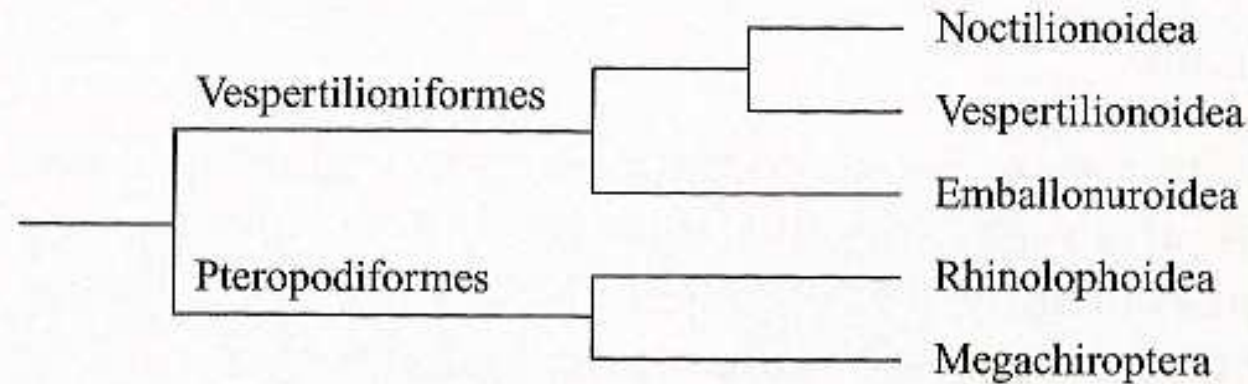 Noctilionoidea
Vespertilioniformes
Vespertilionoidea
Emballonuroidea
Pteropodiformes
Rhinolophoidea
Megachiroptera